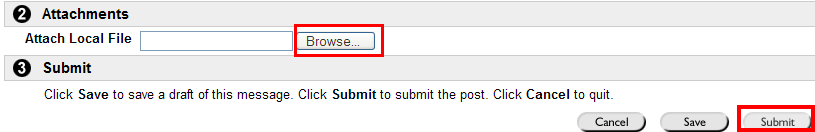 2 Attachments
Attach Local File Browse...
3 Submit
Click Save to save a draft of this message. Click Submit to submit the post. Click Cancel to quit.
Cancel Save Submit